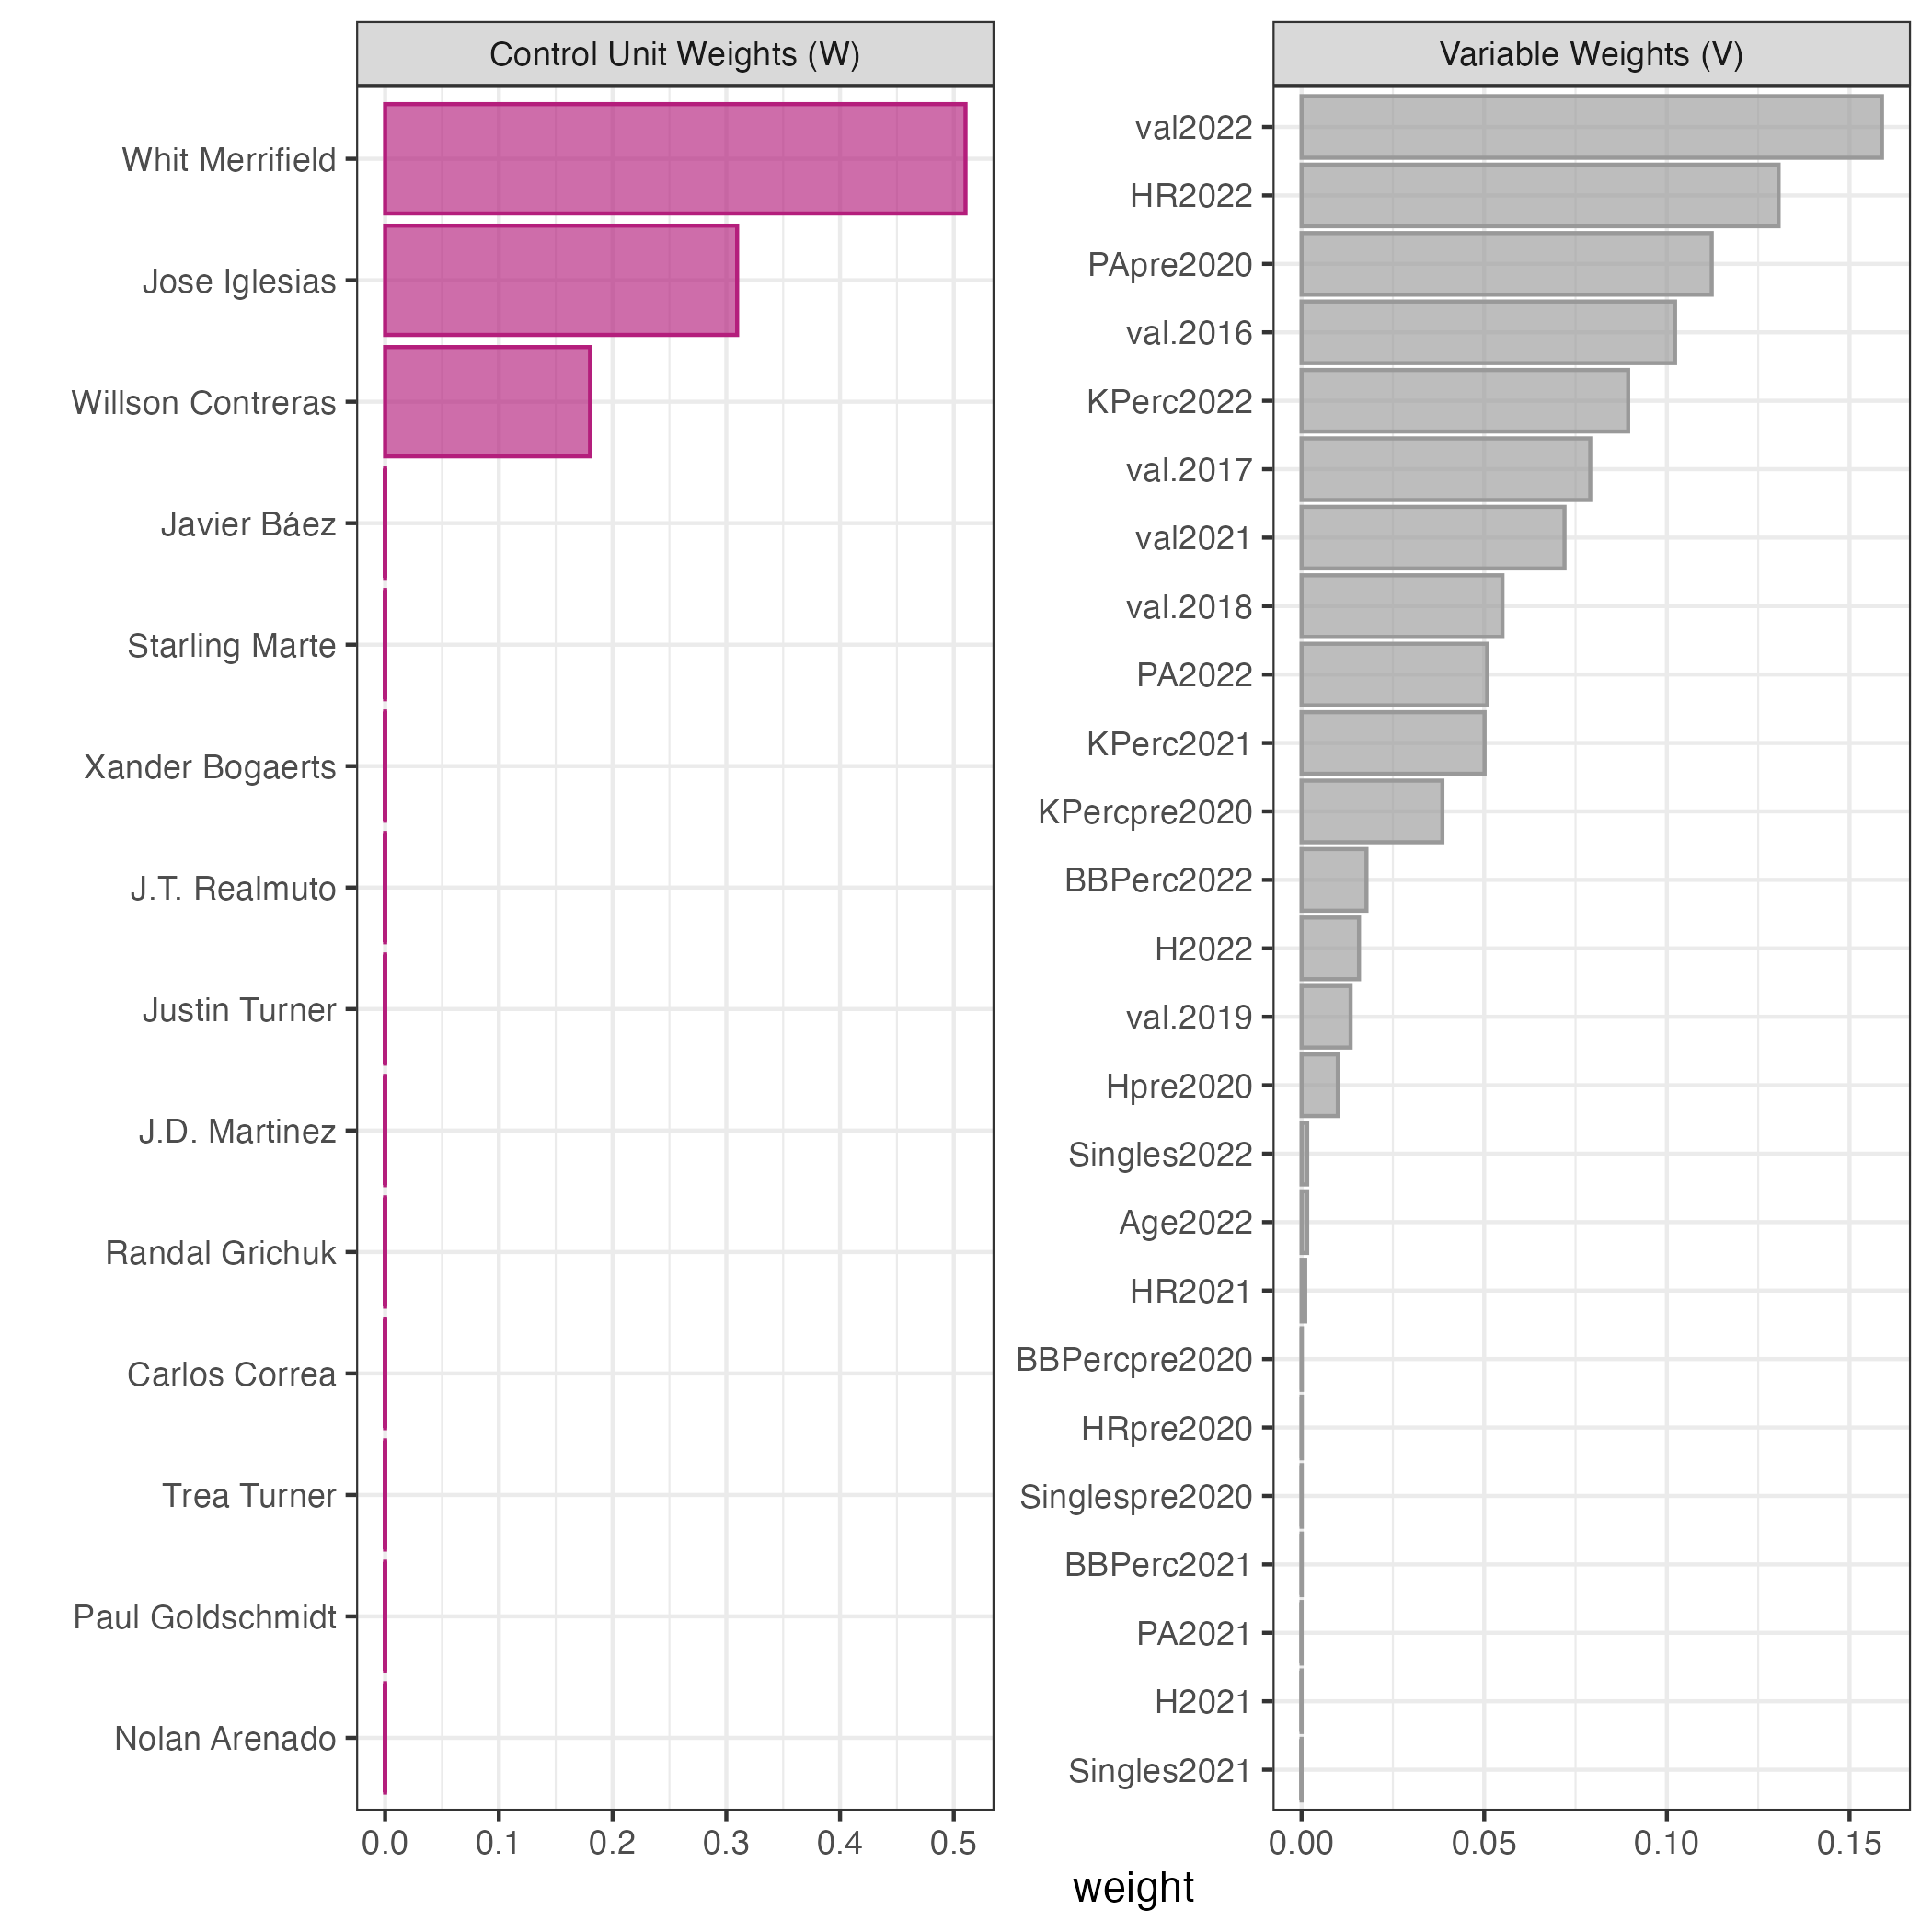 Control Unit Weights (W)
Whit Merrifield
Jose Iglesias
Willson Contreras
Javier Báez
Starling Marte
Xander Bogaerts
J.T. Realmuto
Justin Turner
J.D. Martinez
Randal Grichuk
Carlos Correa
Trea Turner
Paul Goldschmidt
Nolan Arenado
0.0 0.1 0.2 0.3 0.4 0.5
Variable Weights (V)
val2022
HR2022
PApre2020
val.2016
KPerc2022
val.2017
val2021
val.2018
PA2022
KPerc2021
KPercpre2020
BBPerc2022
H2022
val.2019
Hpre2020
Singles2022
Age2022
HR2021
BBPercpre2020
HRpre2020
Singlespre2020
BBPerc2021
PA2021
H2021
Singles2021
0.00 0.05 0.10 0.15
weight